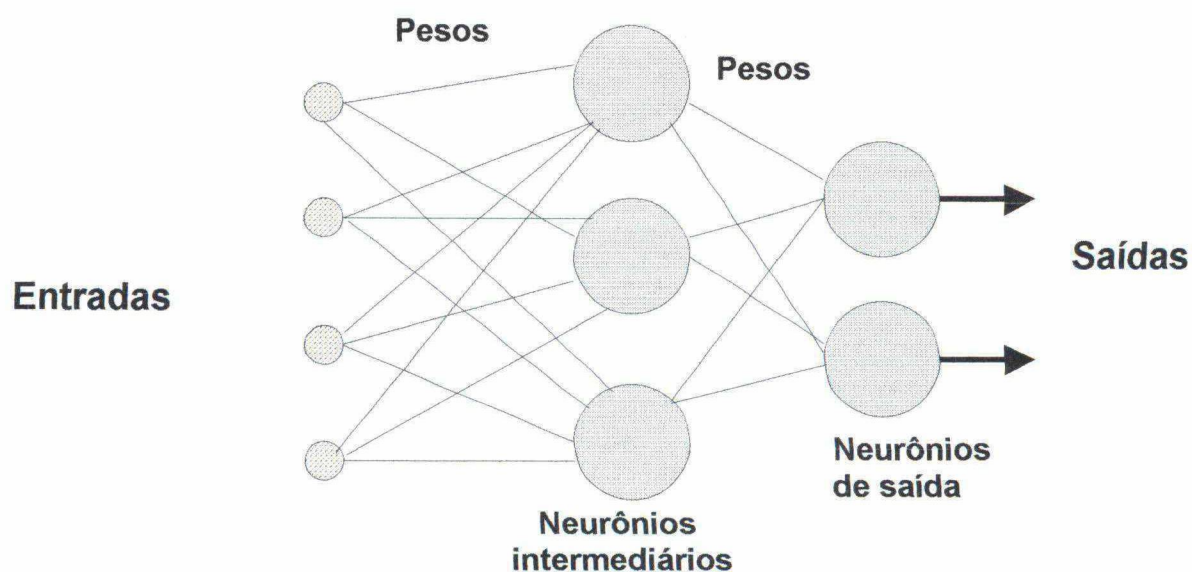 Pesos
Pesos
Entradas
Saídas
Neurônios
de saída
Neurônios
intermediários